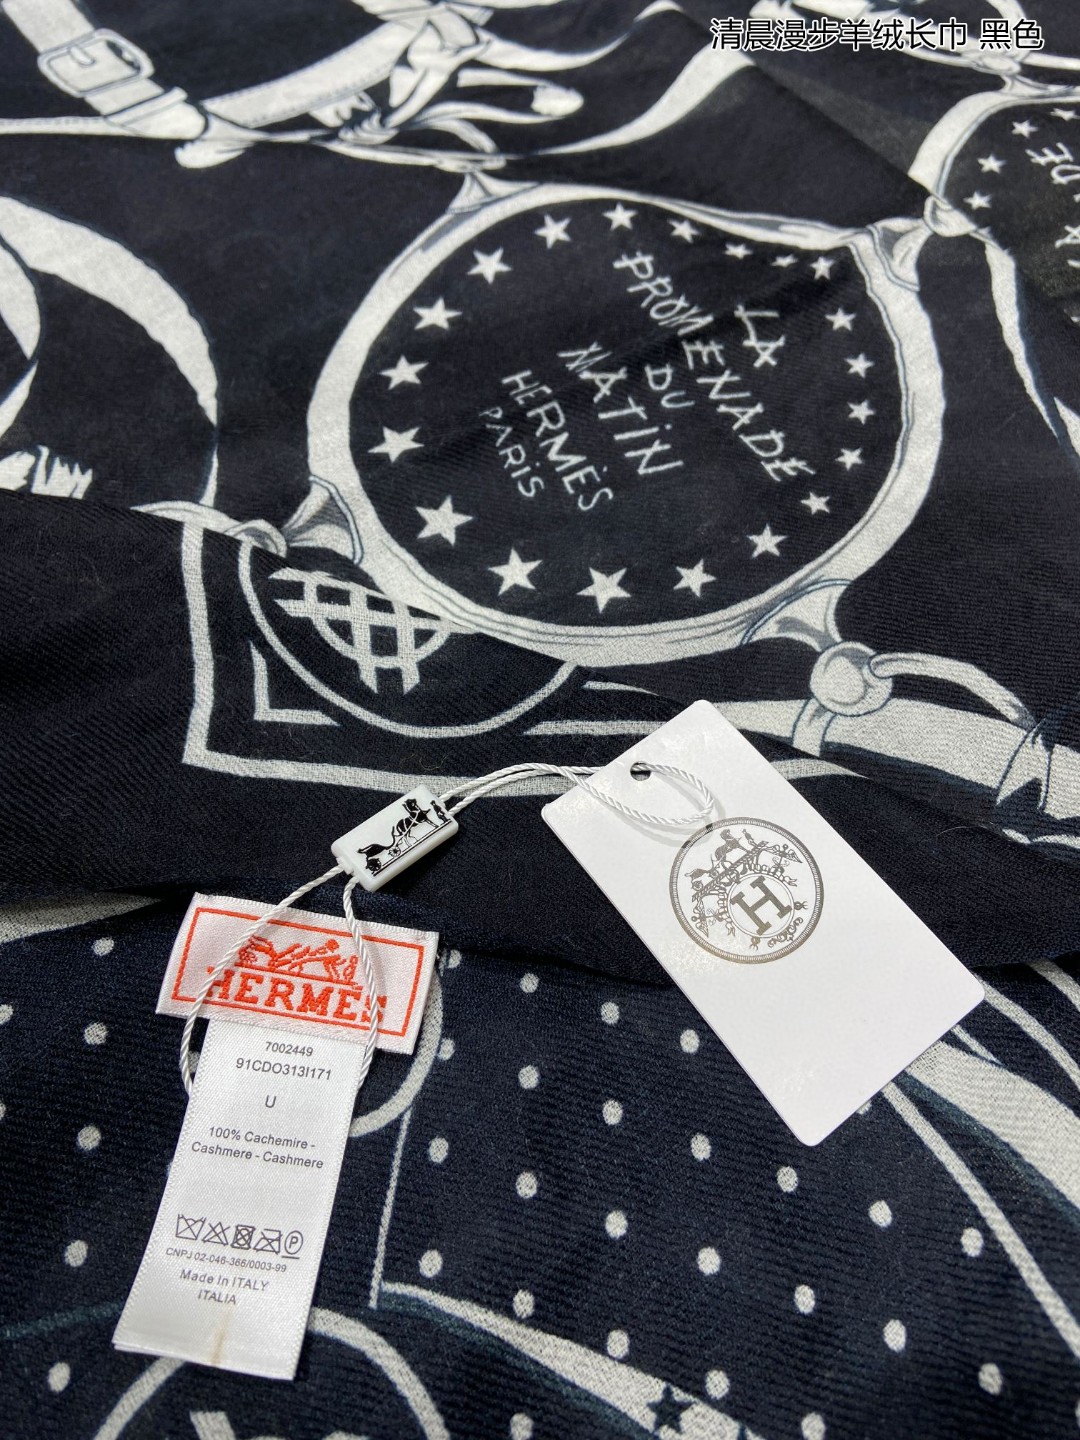 清晨漫步羊绒长巾 黑色
LA
PROMENADE
DU
MATIN
HERMÈS
PARIS
H
HERMÈS
7002449
91CDO313I171
U
100% Cachemire -
Cashmere - Cashmere
P
CNPJ 02-046-366/0003-99
Made In ITALY
ITALIA